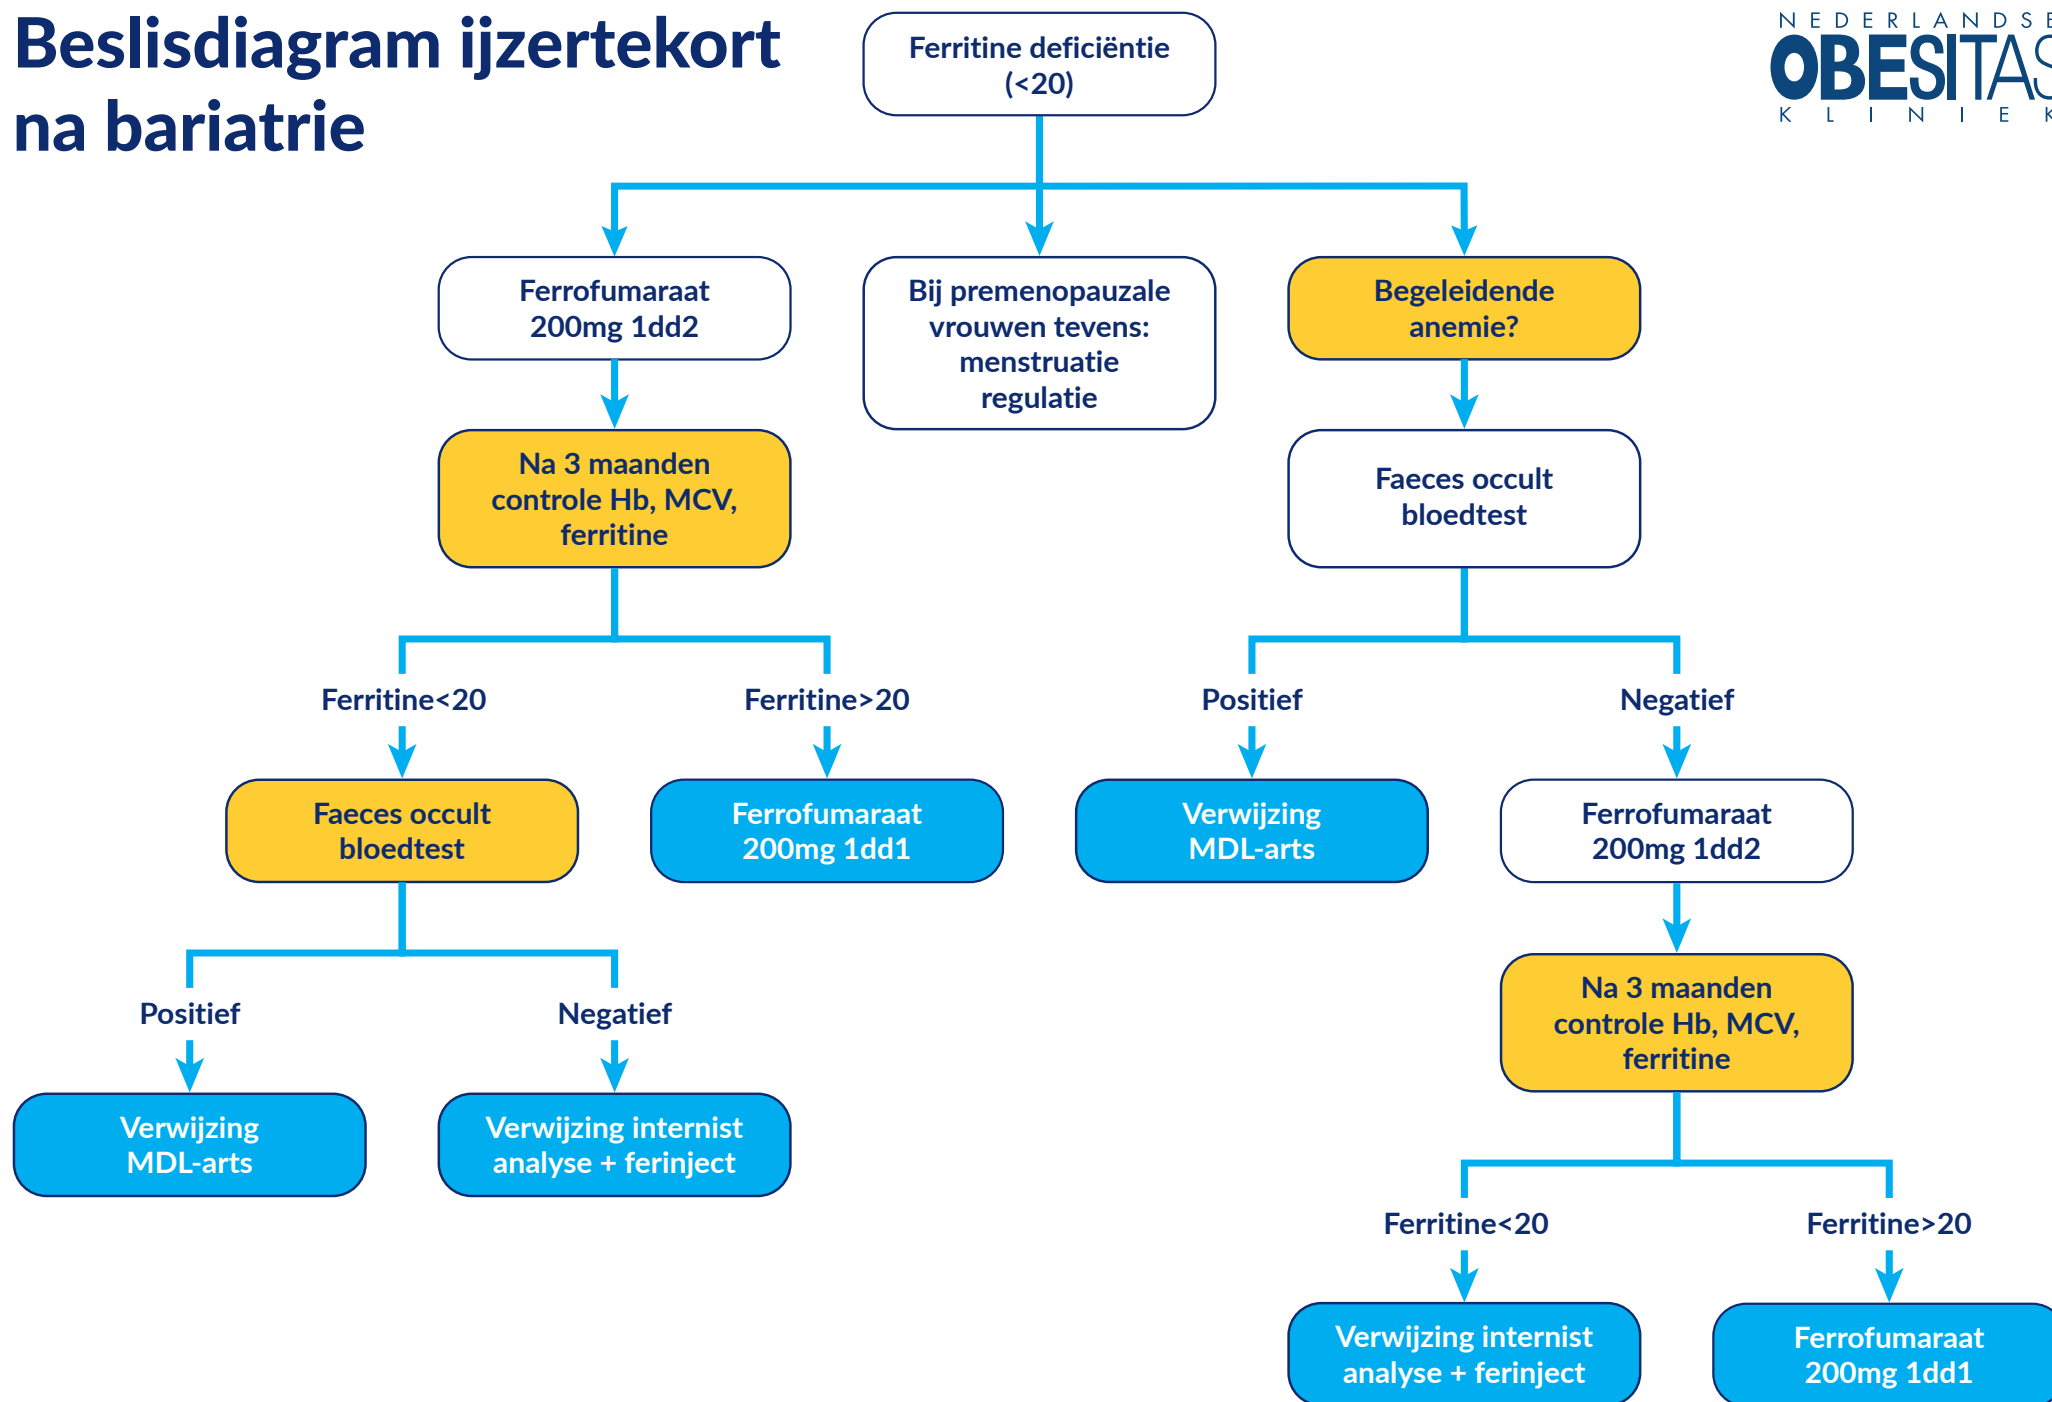 Beslisdiagram ijzertekort
na bariatrie
Ferritine deficiëntie
(<20)
NEDERLANDSE
OBESITAS
KLINIEK
Ferrofumaraat
200mg 1dd2
Bij premenopauzale
vrouwen tevens:
menstruatie
regulatie
Begeleidende
anemie?
Na 3 maanden
controle Hb, MCV,
ferritine
Faeces occult
bloedtest
Ferritine<20
Ferritine>20
Positief
Negatief
Faeces occult
bloedtest
Ferrofumaraat
200mg 1dd1
Verwijzing
MDL-arts
Ferrofumaraat
200mg 1dd2
Positief
Negatief
Na 3 maanden
controle Hb, MCV,
ferritine
Verwijzing
MDL-arts
Verwijzing internist
analyse + ferinject
Ferritine<20
Ferritine>20
Verwijzing internist
analyse + ferinject
Ferrofumaraat
200mg 1dd1